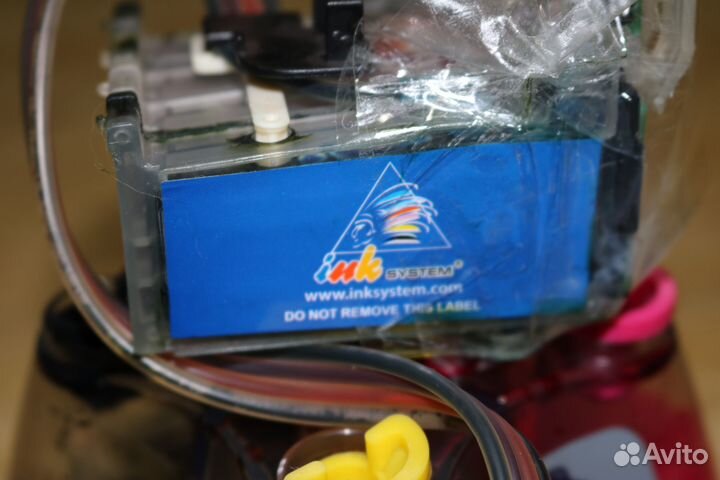 ink SYSTEM®
www.inksystem.com
DO NOT REMOVE THIS LABEL
Avito